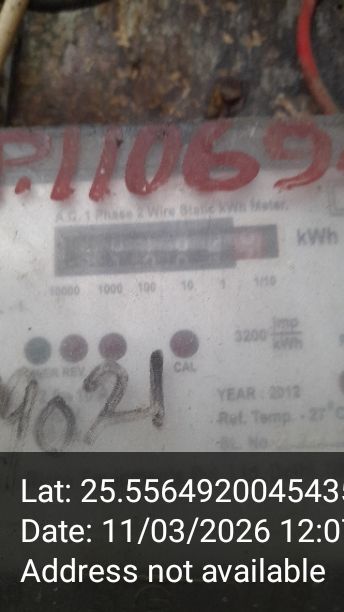 P.11069
A.C. 1 Phase 2 Wire Static kWh Meter.
kWh
10000 1000 100 10 1 1/10
3200 imp/kWh
REV CAL
YEAR : 2012
9021
Ref. Temp. - 27°C
SL. No
Lat: 25.556492004543
Date: 11/03/2026 12:07
Address not available